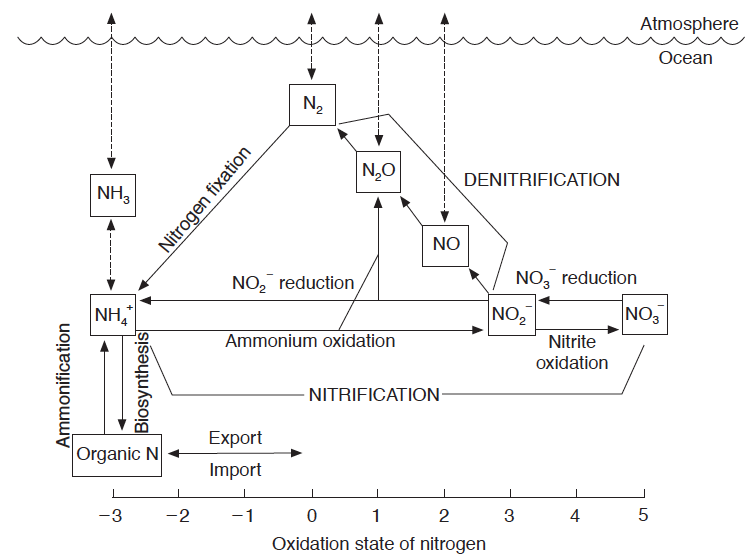 Atmosphere
Ocean
N₂
N₂O
DENITRIFICATION
Nitrogen fixation
NH₃
NO
NO₂⁻ reduction
NO₃⁻ reduction
NH₄⁺
NO₂⁻
NO₃⁻
Ammonium oxidation
Nitrite
oxidation
Ammonification
Biosynthesis
NITRIFICATION
Organic N
Export
Import
−3 −2 −1 0 1 2 3 4 5
Oxidation state of nitrogen